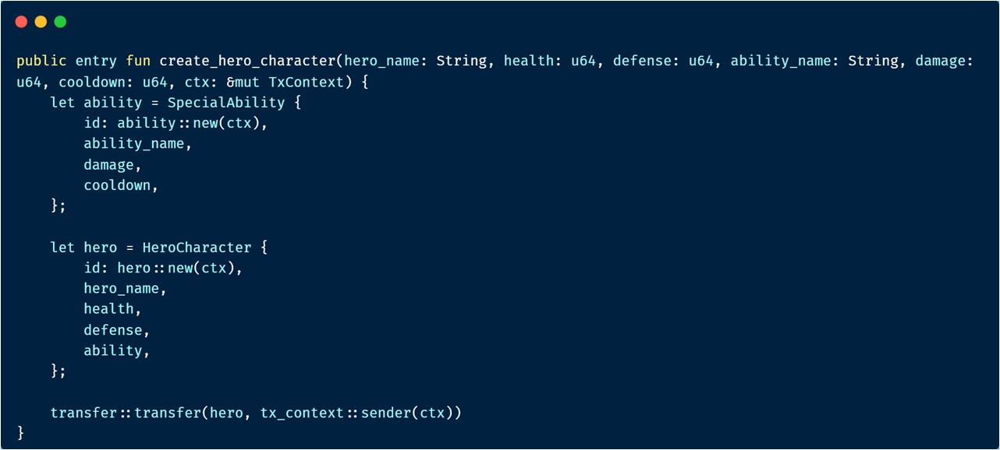 public entry fun create_hero_character(hero_name: String, health: u64, defense: u64, ability_name: String, damage:
u64, cooldown: u64, ctx: &mut TxContext) {
    let ability = SpecialAbility {
        id: ability::new(ctx),
        ability_name,
        damage,
        cooldown,
    };

    let hero = HeroCharacter {
        id: hero::new(ctx),
        hero_name,
        health,
        defense,
        ability,
    };

    transfer::transfer(hero, tx_context::sender(ctx))
}